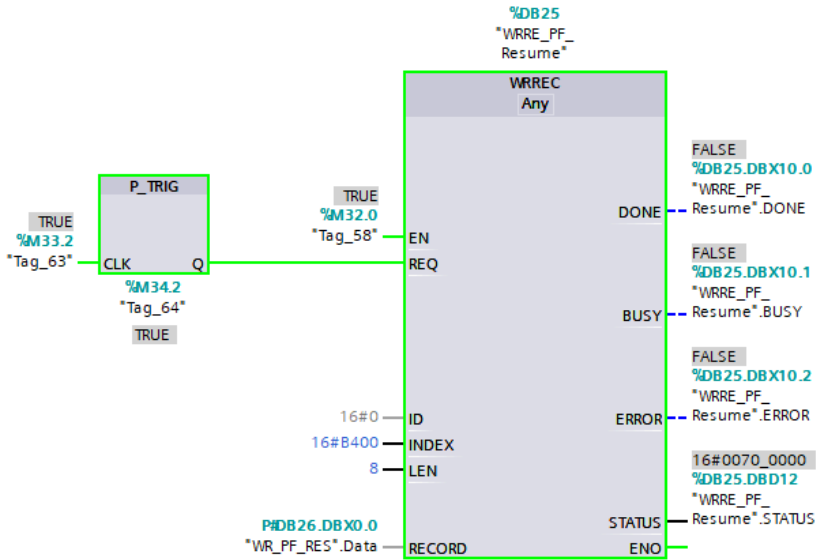 %DB25
"WRRE_PF_
Resume"
WRREC
Any
P_TRIG
TRUE
%M33.2
"Tag_63"
CLK
Q
%M34.2
"Tag_64"
TRUE
TRUE
%M32.0
"Tag_58"
EN
REQ
16#0
ID
16#B400
INDEX
8
LEN
P#DB26.DBX0.0
"WR_PF_RES".Data
RECORD
DONE
FALSE
%DB25.DBX10.0
"WRRE_PF_
Resume".DONE
BUSY
FALSE
%DB25.DBX10.1
"WRRE_PF_
Resume".BUSY
ERROR
FALSE
%DB25.DBX10.2
"WRRE_PF_
Resume".ERROR
STATUS
16#0070_0000
%DB25.DBD12
"WRRE_PF_
Resume".STATUS
ENO